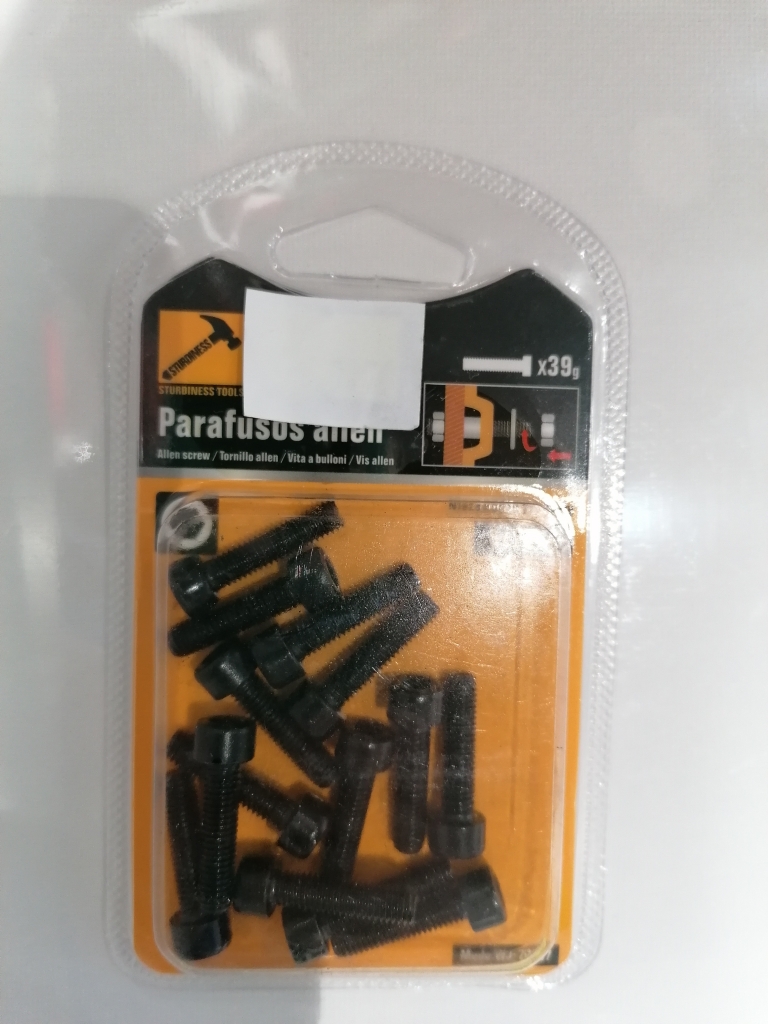 STURDINESS
x39g
STURDINESS TOOLS
Parafusos allen
Allen screw / Tornillo allen / Vita a bulloni / Vis allen